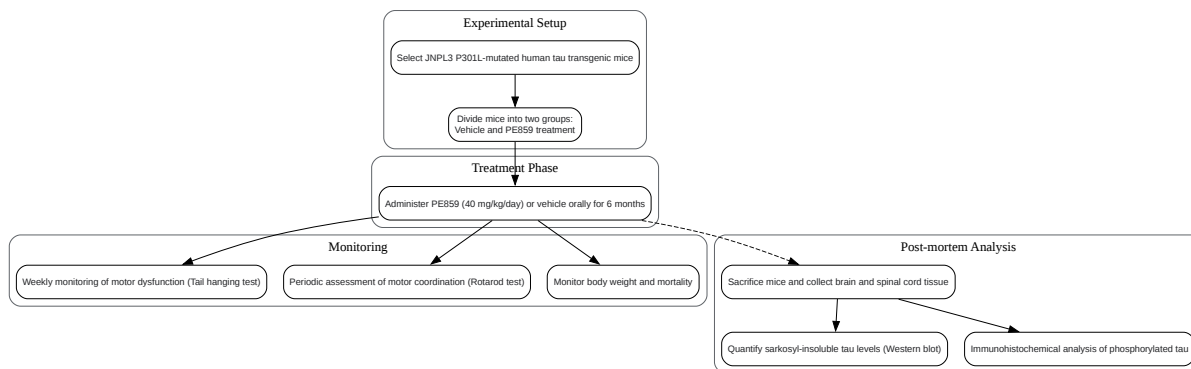 Experimental Setup
Select JNPL3 P301L-mutated human tau transgenic mice
Divide mice into two groups:
Vehicle and PE859 treatment
Treatment Phase
Administer PE859 (40 mg/kg/day) or vehicle orally for 6 months
Monitoring
Weekly monitoring of motor dysfunction (Tail hanging test)
Periodic assessment of motor coordination (Rotarod test)
Monitor body weight and mortality
Post-mortem Analysis
Sacrifice mice and collect brain and spinal cord tissue
Quantify sarkosyl-insoluble tau levels (Western blot)
Immunohistochemical analysis of phosphorylated tau